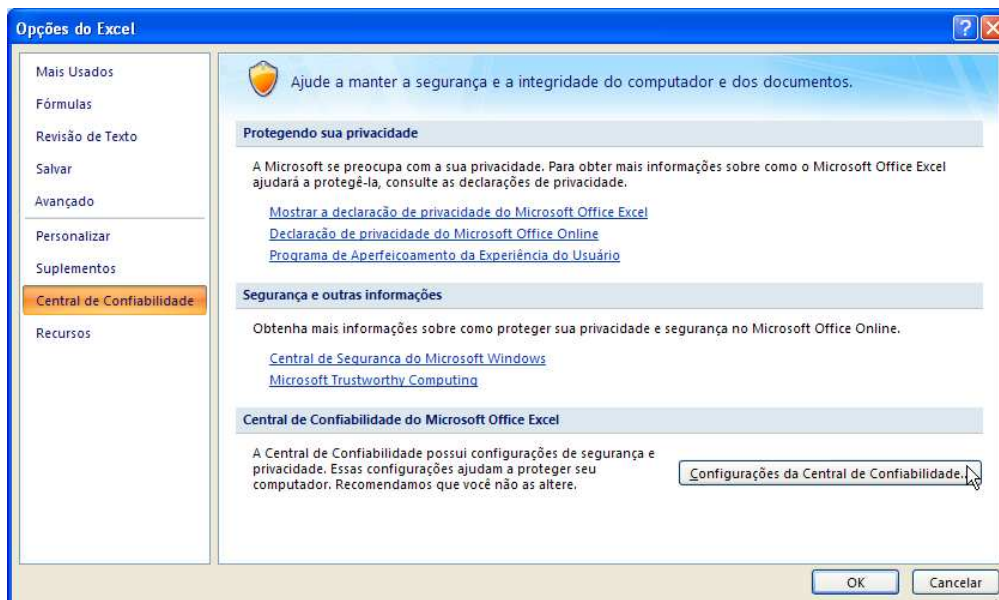 Opções do Excel
Mais Usados
Fórmulas
Revisão de Texto
Salvar
Avançado
Personalizar
Suplementos
Central de Confiabilidade
Recursos
Ajude a manter a segurança e a integridade do computador e dos documentos.
Protegendo sua privacidade
A Microsoft se preocupa com a sua privacidade. Para obter mais informações sobre como o Microsoft Office Excel
ajudará a protegê-la, consulte as declarações de privacidade.
Mostrar a declaração de privacidade do Microsoft Office Excel
Declaração de privacidade do Microsoft Office Online
Programa de Aperfeicoamento da Experiência do Usuário
Segurança e outras informações
Obtenha mais informações sobre como proteger sua privacidade e segurança no Microsoft Office Online.
Central de Segurança do Microsoft Windows
Microsoft Trustworthy Computing
Central de Confiabilidade do Microsoft Office Excel
A Central de Confiabilidade possui configurações de segurança e
privacidade. Essas configurações ajudam a proteger seu
computador. Recomendamos que você não as altere.
Configurações da Central de Confiabilidade...
OK
Cancelar